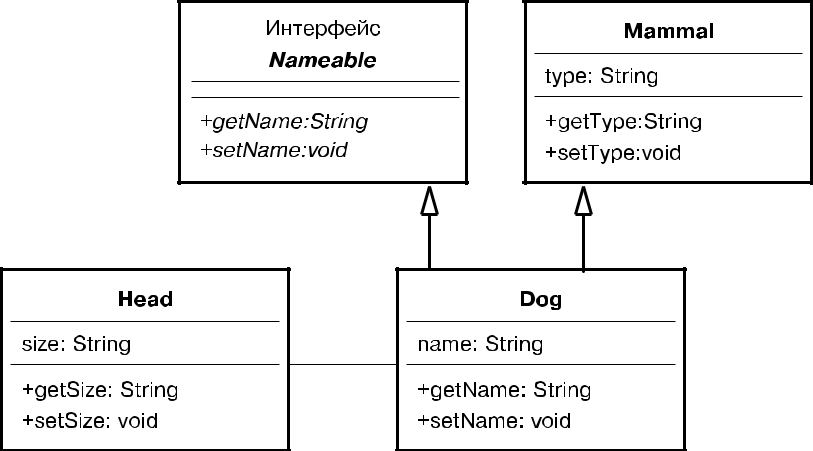 Интерфейс
Nameable
+getName:String
+setName:void
Mammal
type: String
+getType:String
+setType:void
Head
size: String
+getSize: String
+setSize: void
Dog
name: String
+getName: String
+setName: void